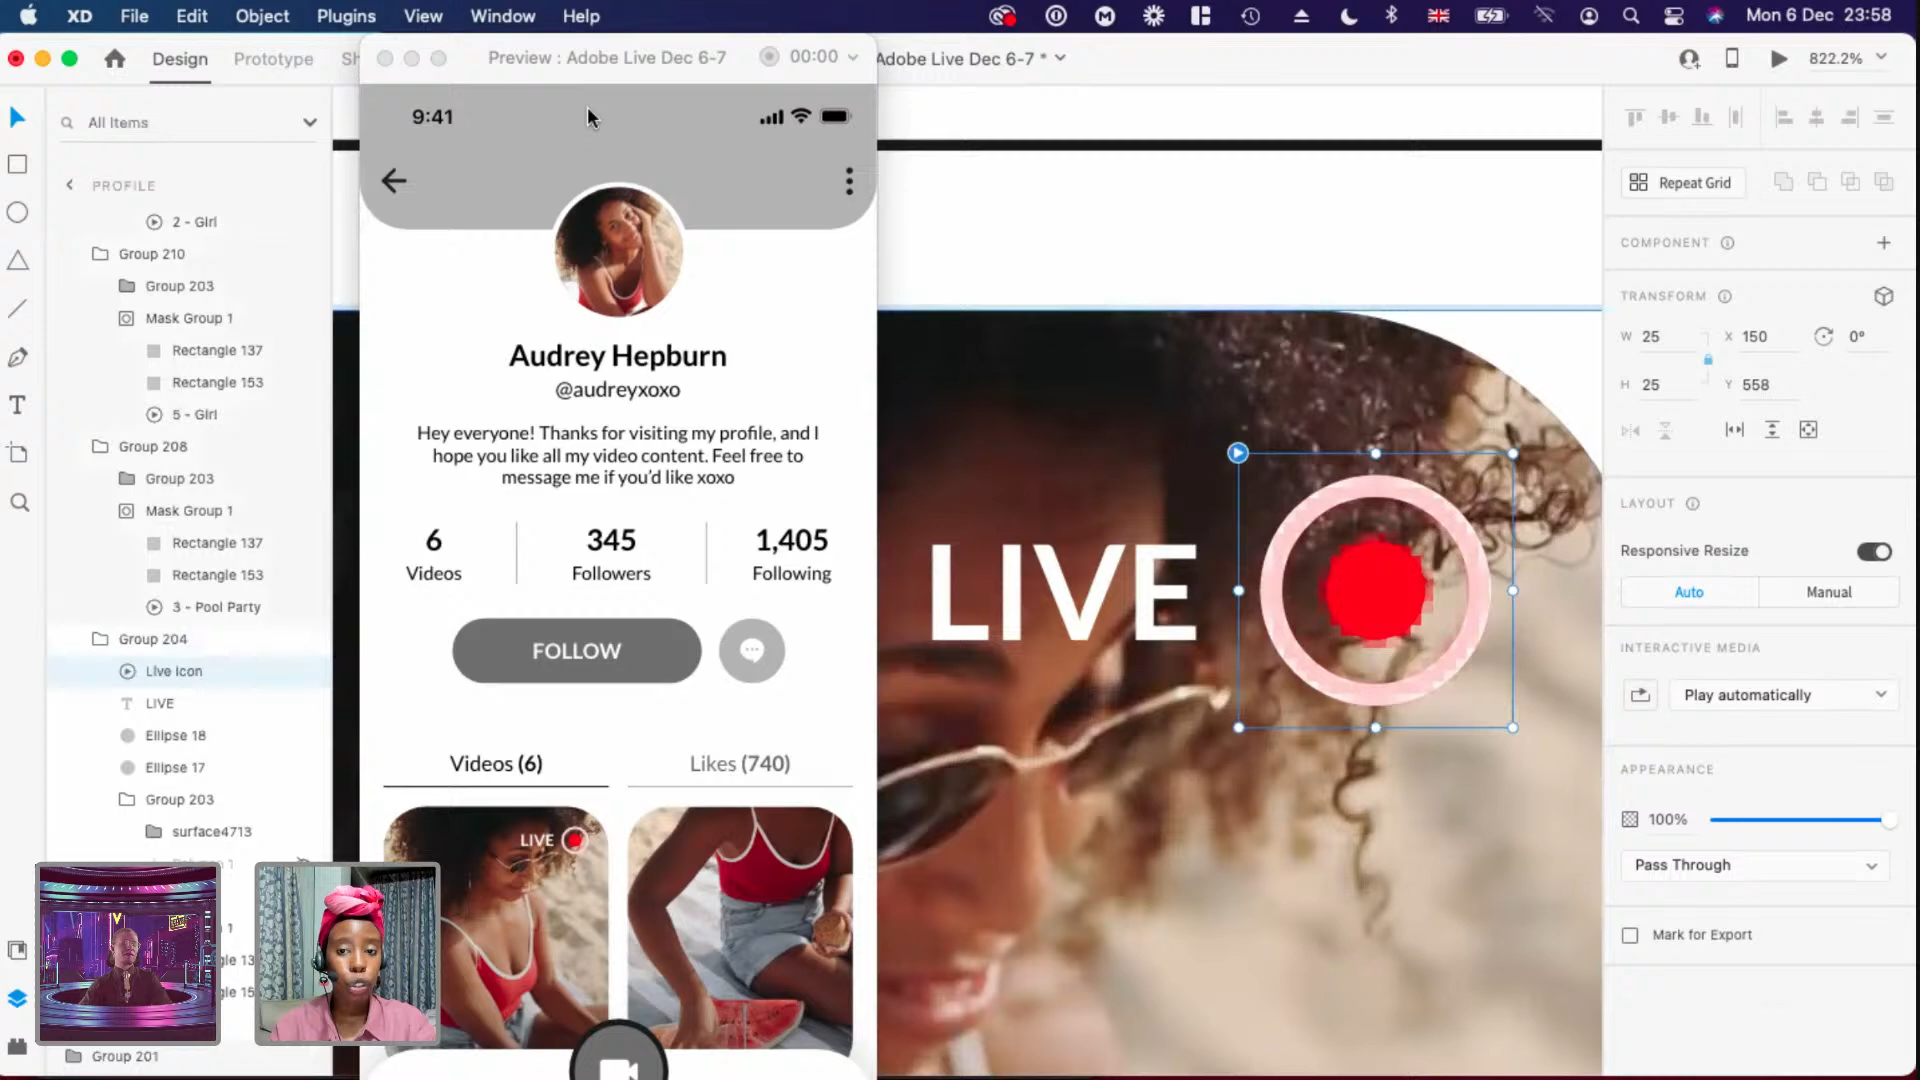 XD File Edit Object Plugins View Window Help
Mon 6 Dec 23:58
Design Prototype Sh
Preview : Adobe Live Dec 6-7
00:00
Adobe Live Dec 6-7 *
822.2%
All Items
PROFILE
2 - Girl
Group 210
Group 203
Mask Group 1
Rectangle 137
Rectangle 153
5 - Girl
Group 208
Group 203
Mask Group 1
Rectangle 137
Rectangle 153
3 - Pool Party
Group 204
Live Icon
LIVE
Ellipse 18
Ellipse 17
Group 203
surface4713
Group 201
9:41
Audrey Hepburn
@audreyxoxo
Hey everyone! Thanks for visiting my profile, and I
hope you like all my video content. Feel free to
message me if you'd like xoxo
6
Videos
345
Followers
1,405
Following
FOLLOW
Videos (6)
Likes (740)
LIVE
LIVE
Repeat Grid
COMPONENT
TRANSFORM
W 25 X 150 0°
H 25 Y 558
LAYOUT
Responsive Resize
Auto Manual
INTERACTIVE MEDIA
Play automatically
APPEARANCE
100%
Pass Through
Mark for Export